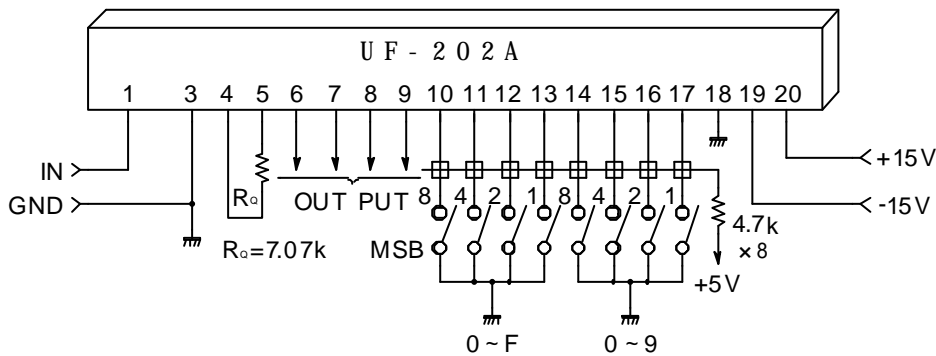 UF-202A
1 3 4 5 6 7 8 9 10 11 12 13 14 15 16 17 18 19 20
IN
+15V
GND
-15V
RQ
OUT PUT
8 4 2 1 8 4 2 1
4.7k
×8
RQ=7.07k
MSB
+5V
0~F
0~9